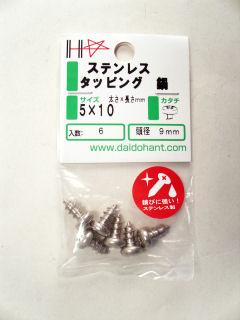 ステンレス
タッピング 鍋
サイズ 太さ×長さmm カタチ
5×10
入数: 6 頭径 9mm
www.daidohant.com
錆びに強い!
ステンレス製